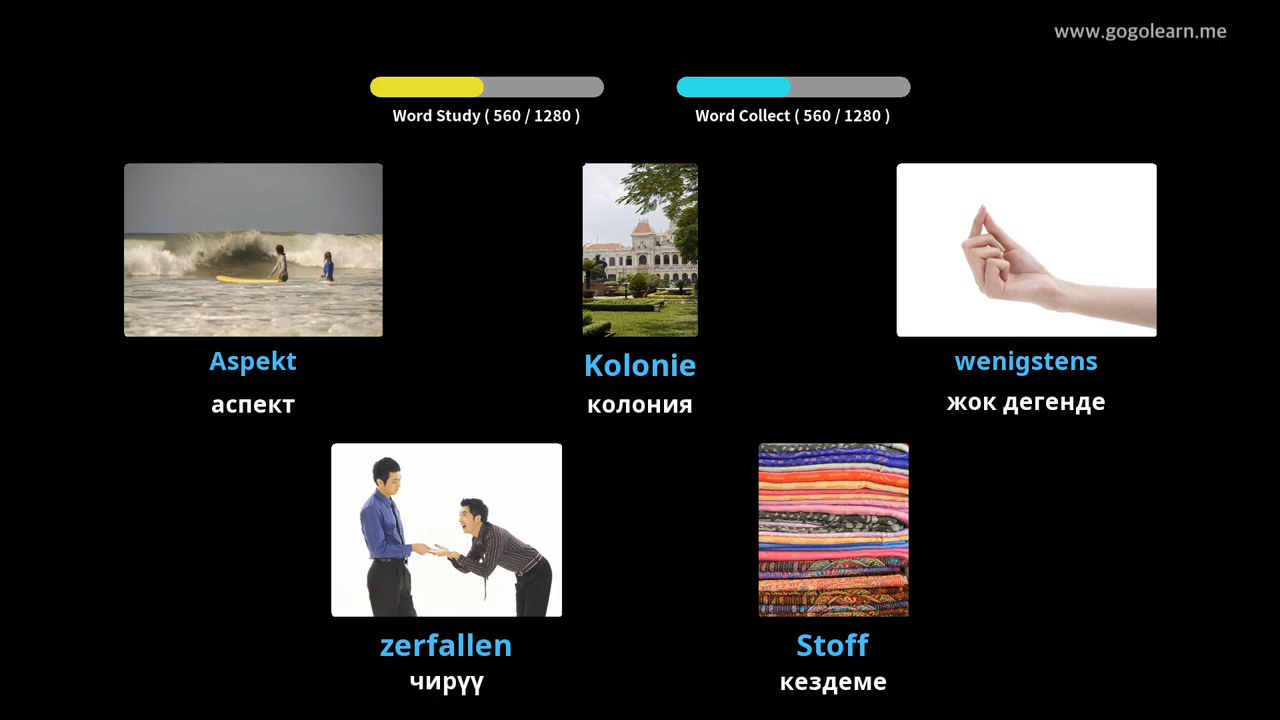 www.gogolearn.me
Word Study ( 560 / 1280 )
Word Collect ( 560 / 1280 )
Aspekt
аспект
Kolonie
колония
wenigstens
жок дегенде
zerfallen
чирүү
Stoff
кездеме